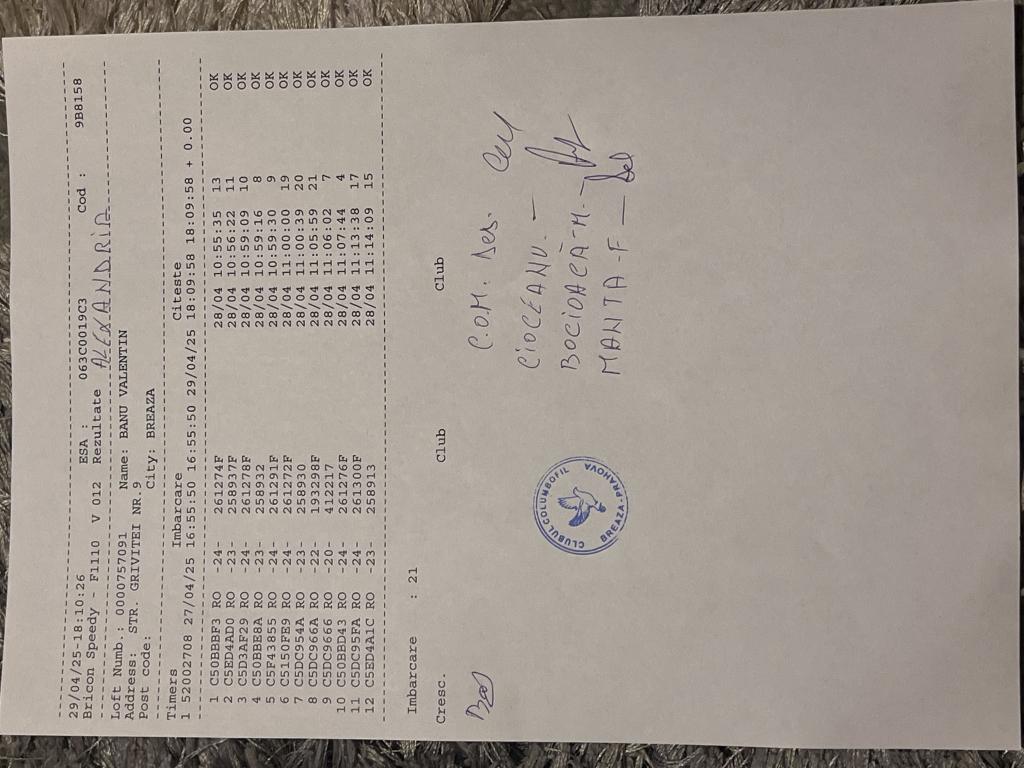 29/04/25-18:10:26 ESA : 063C0019C3 Cod : 9B8158
Bricon Speedy - F1110 V 012 Rezultate ALEXANDRIA
Loft Numb.: 0000757091 Name: BANU VALENTIN
Address: STR. GRIVITEI NR. 9
Post code: City: BREAZA
Timers Imbarcare Citeste
1 52002708 27/04/25 16:55:50 16:55:50 29/04/25 18:09:58 18:09:58 + 0.00
1 C50BBBF3 RO -24- 261274F 28/04 10:55:35 13 OK
2 C5ED4AD0 RO -23- 258937F 28/04 10:56:22 11 OK
3 C5D3AF29 RO -24- 261278F 28/04 10:59:09 10 OK
4 C50BBE8A RO -23- 258932 28/04 10:59:16 8 OK
5 C5F43855 RO -24- 261291F 28/04 10:59:30 9 OK
6 C5150FE9 RO -24- 261272F 28/04 11:00:00 19 OK
7 C5DC954A RO -23- 258930 28/04 11:00:39 20 OK
8 C5DC966A RO -22- 193298F 28/04 11:05:59 21 OK
9 C5DC9666 RO -20- 412217 28/04 11:06:02 7 OK
10 C50BBD43 RO -24- 261276F 28/04 11:07:44 4 OK
11 C5DC95FA RO -24- 261300F 28/04 11:13:38 17 OK
12 C5ED4A1C RO -23- 258913 28/04 11:14:09 15 OK
Imbarcare : 21
Cresc. Club Club
C.O.M. Des.
CIOCEANU. —
BOCIOACĂ-M. -
MANTA-F —
CLUBUL COLUMBOFIL
BREAZA-PRAHOVA